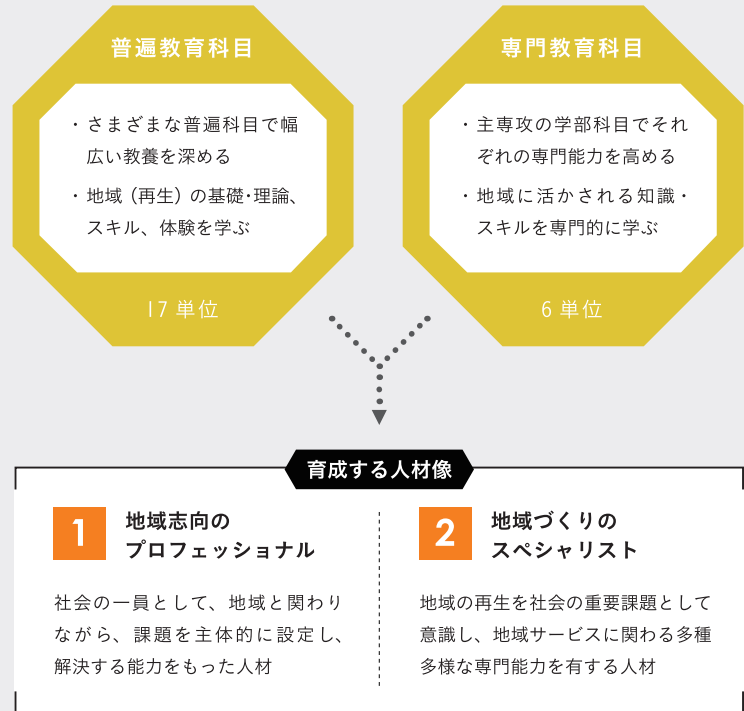 普遍教育科目
・さまざまな普遍科目で幅
広い教養を深める
・地域（再生）の基礎・理論、
スキル、体験を学ぶ
17 単位
専門教育科目
・主専攻の学部科目でそれ
ぞれの専門能力を高める
・地域に活かされる知識・
スキルを専門的に学ぶ
6 単位
育成する人材像
1
地域志向の
プロフェッショナル
社会の一員として、地域と関わり
ながら、課題を主体的に設定し、
解決する能力をもった人材
2
地域づくりの
スペシャリスト
地域の再生を社会の重要課題として
意識し、地域サービスに関わる多種
多様な専門能力を有する人材